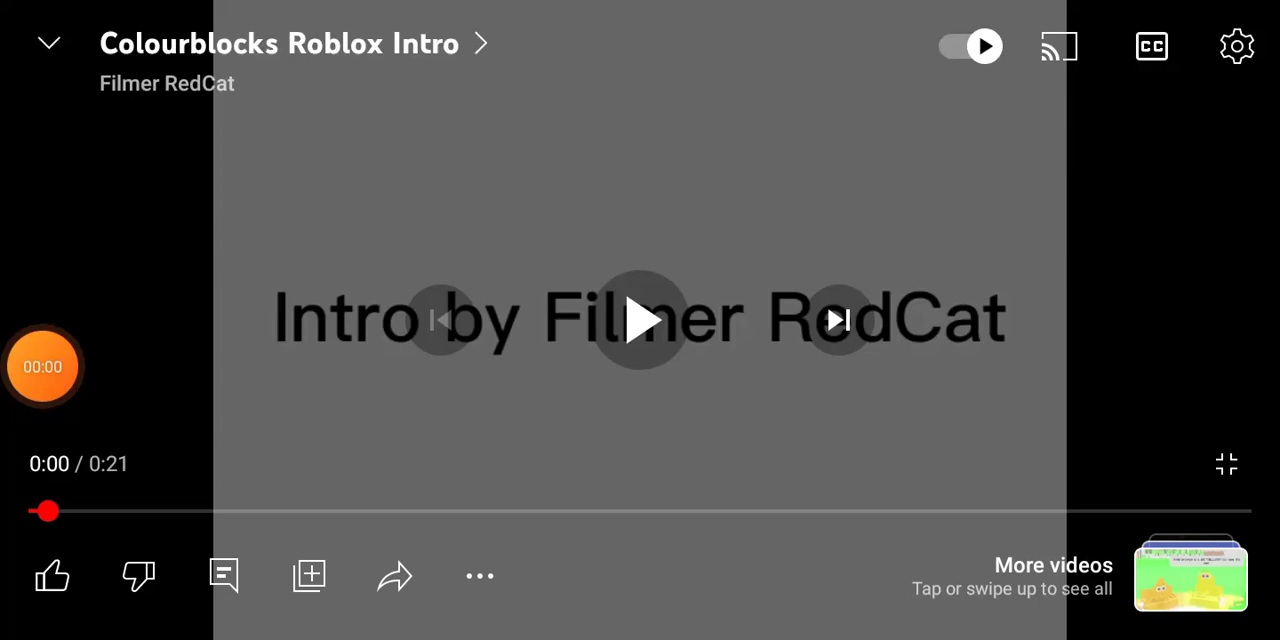 Colourblocks Roblox Intro
Filmer RedCat
CC
Intro by Filmer RedCat
00:00
0:00 / 0:21
More videos
Tap or swipe up to see all